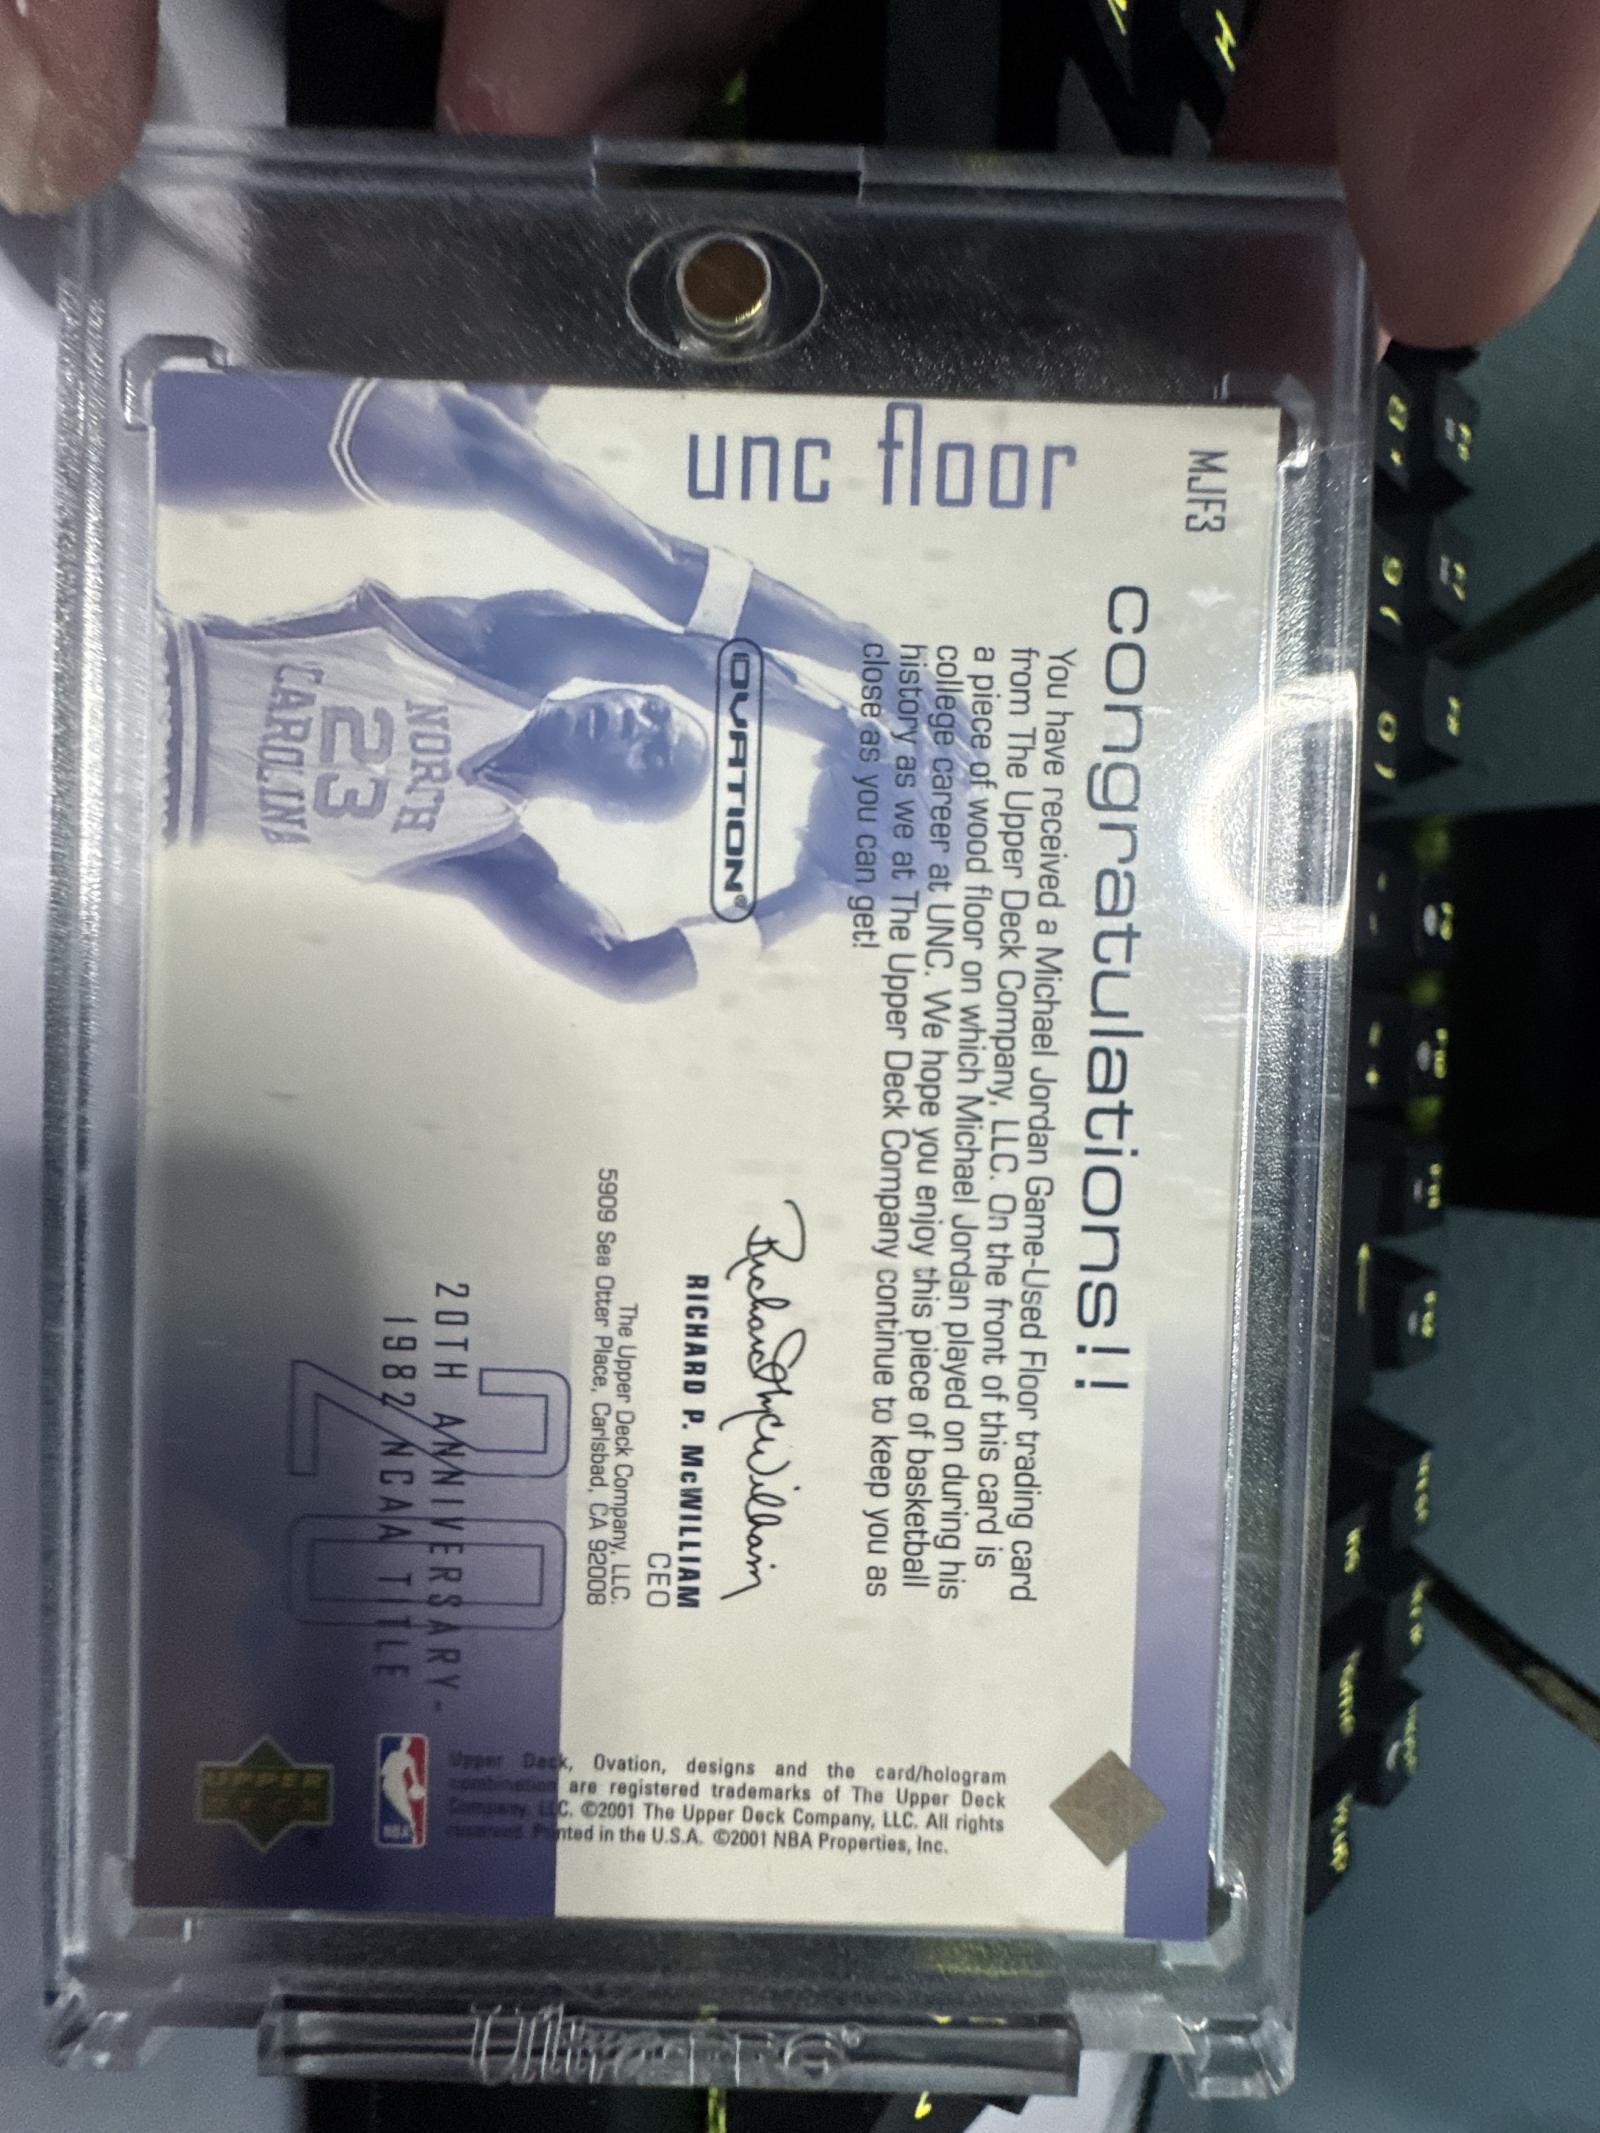 MJF3
congratulations!!
floor
unc
You have received a Michael Jordan Game-Used Floor trading card
from The Upper Deck Company, LLC. On the front of this card is
a piece of wood floor on which Michael Jordan played on during his
college career at UNC. We hope you enjoy this piece of basketball
history as we at The Upper Deck Company continue to keep you as
close as you can get!
OVATION®
Richard P. McWilliam
RICHARD P. McWILLIAM
CEO
The Upper Deck Company, LLC.
5909 Sea Otter Place, Carlsbad, CA 92008
NORTH
23
CAROLINA
20
20TH ANNIVERSARY-
1982 NCAA TITLE
Upper Deck, Ovation, designs and the card/hologram
combination are registered trademarks of The Upper Deck
Company, LLC. ©2001 The Upper Deck Company, LLC. All rights
reserved. Printed in the U.S.A. ©2001 NBA Properties, Inc.
NBA
UPPER
DECK
Ultra PRO®